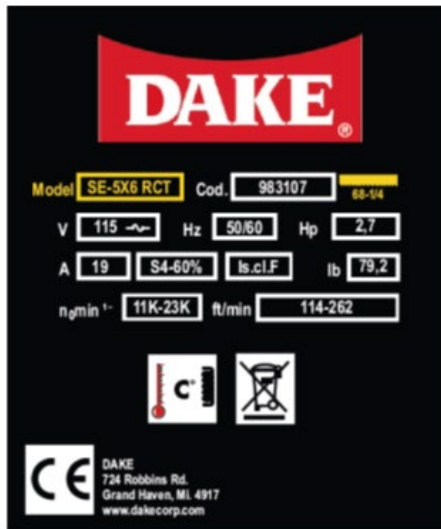 DAKE®
Model SE-5X6 RCT Cod. 983107 68-1/4
V 115 ~ Hz 50/60 Hp 2,7
A 19 S4-60% Is.cl.F lb 79,2
n₀min ¹⁻ 11K-23K ft/min 114-262
C°
CE
DAKE
724 Robbins Rd.
Grand Haven, Mi. 4917
www.dakecorp.com